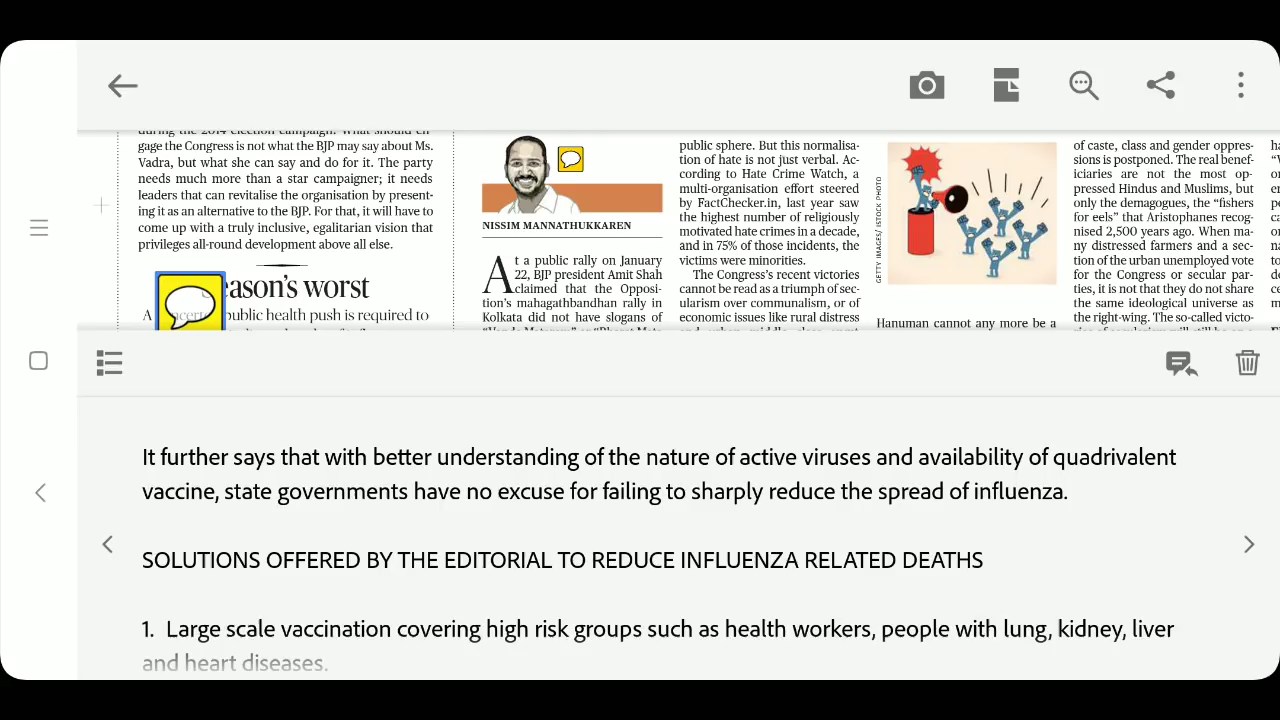 during the 2014 election campaign. What should en-
gage the Congress is not what the BJP may say about Ms.
Vadra, but what she can say and do for it. The party
needs much more than a star campaigner; it needs
leaders that can revitalise the organisation by present-
ing it as an alternative to the BJP. For that, it will have to
come up with a truly inclusive, egalitarian vision that
privileges all-round development above all else.
eason's worst
A public health push is required to
NISSIM MANNATHUKKAREN
At a public rally on January
22, BJP president Amit Shah
claimed that the Opposi-
tion's mahagathbandhan rally in
Kolkata did not have slogans of
public sphere. But this normalisa-
tion of hate is not just verbal. Ac-
cording to Hate Crime Watch, a
multi-organisation effort steered
by FactChecker.in, last year saw
the highest number of religiously
motivated hate crimes in a decade,
and in 75% of those incidents, the
victims were minorities.
The Congress's recent victories
cannot be read as a triumph of sec-
ularism over communalism, or of
economic issues like rural distress
GETTY IMAGES/ ISTOCK PHOTO
Hanuman cannot any more be a
of caste, class and gender oppres-
sions is postponed. The real benef-
iciaries are not the most op-
pressed Hindus and Muslims, but
only the demagogues, the "fishers
for eels" that Aristophanes recog-
nised 2,500 years ago. When ma-
ny distressed farmers and a sec-
tion of the urban unemployed vote
for the Congress or secular par-
ties, it is not that they do not share
the same ideological universe as
the right-wing. The so-called victo-
It further says that with better understanding of the nature of active viruses and availability of quadrivalent
vaccine, state governments have no excuse for failing to sharply reduce the spread of influenza.
SOLUTIONS OFFERED BY THE EDITORIAL TO REDUCE INFLUENZA RELATED DEATHS
1. Large scale vaccination covering high risk groups such as health workers, people with lung, kidney, liver
and heart diseases.